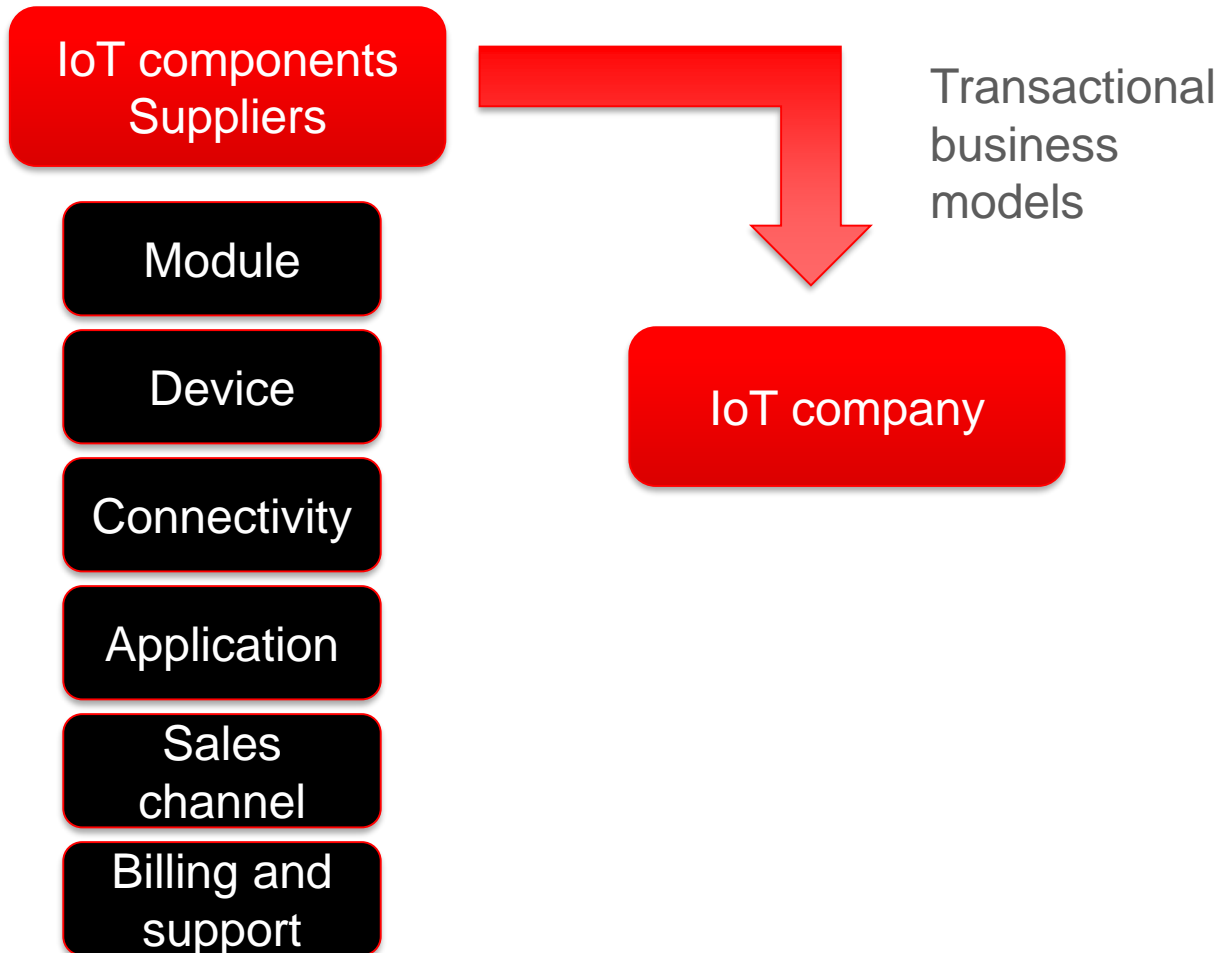 IoT components
Suppliers
Transactional
business
models
Module
Device
IoT company
Connectivity
Application
Sales
channel
Billing and
support